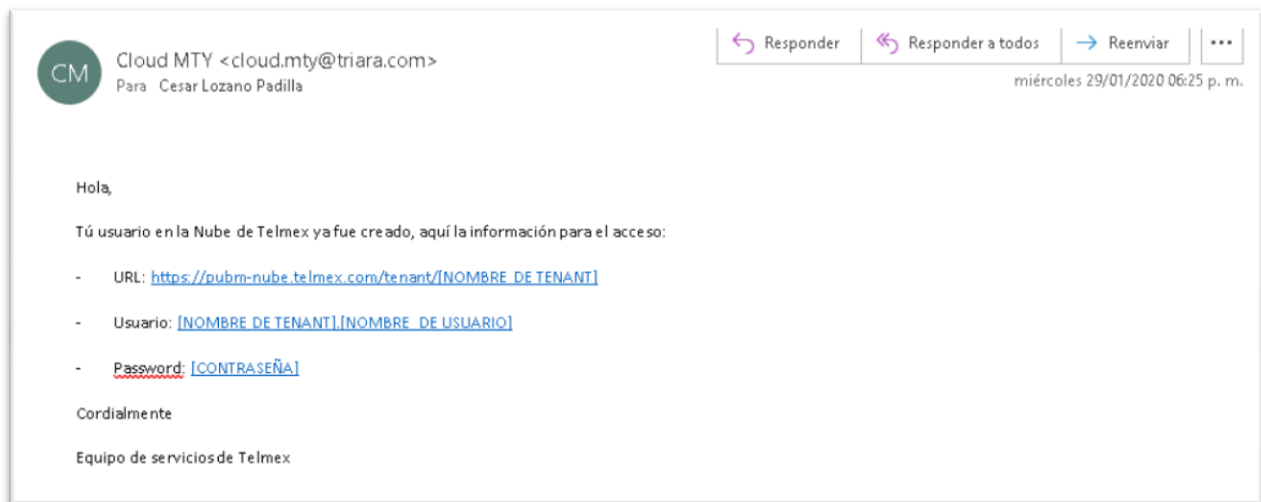 CM
Cloud MTY <cloud.mty@triara.com>
Para Cesar Lozano Padilla
Responder
Responder a todos
Reenviar
miércoles 29/01/2020 06:25 p. m.
Hola,
Tú usuario en la Nube de Telmex ya fue creado, aquí la información para el acceso:
- URL: https://pubm-nube.telmex.com/tenant/[NOMBRE DE TENANT]
- Usuario: [NOMBRE DE TENANT].[NOMBRE DE USUARIO]
- Password: [CONTRASEÑA]
Cordialmente
Equipo de servicios de Telmex